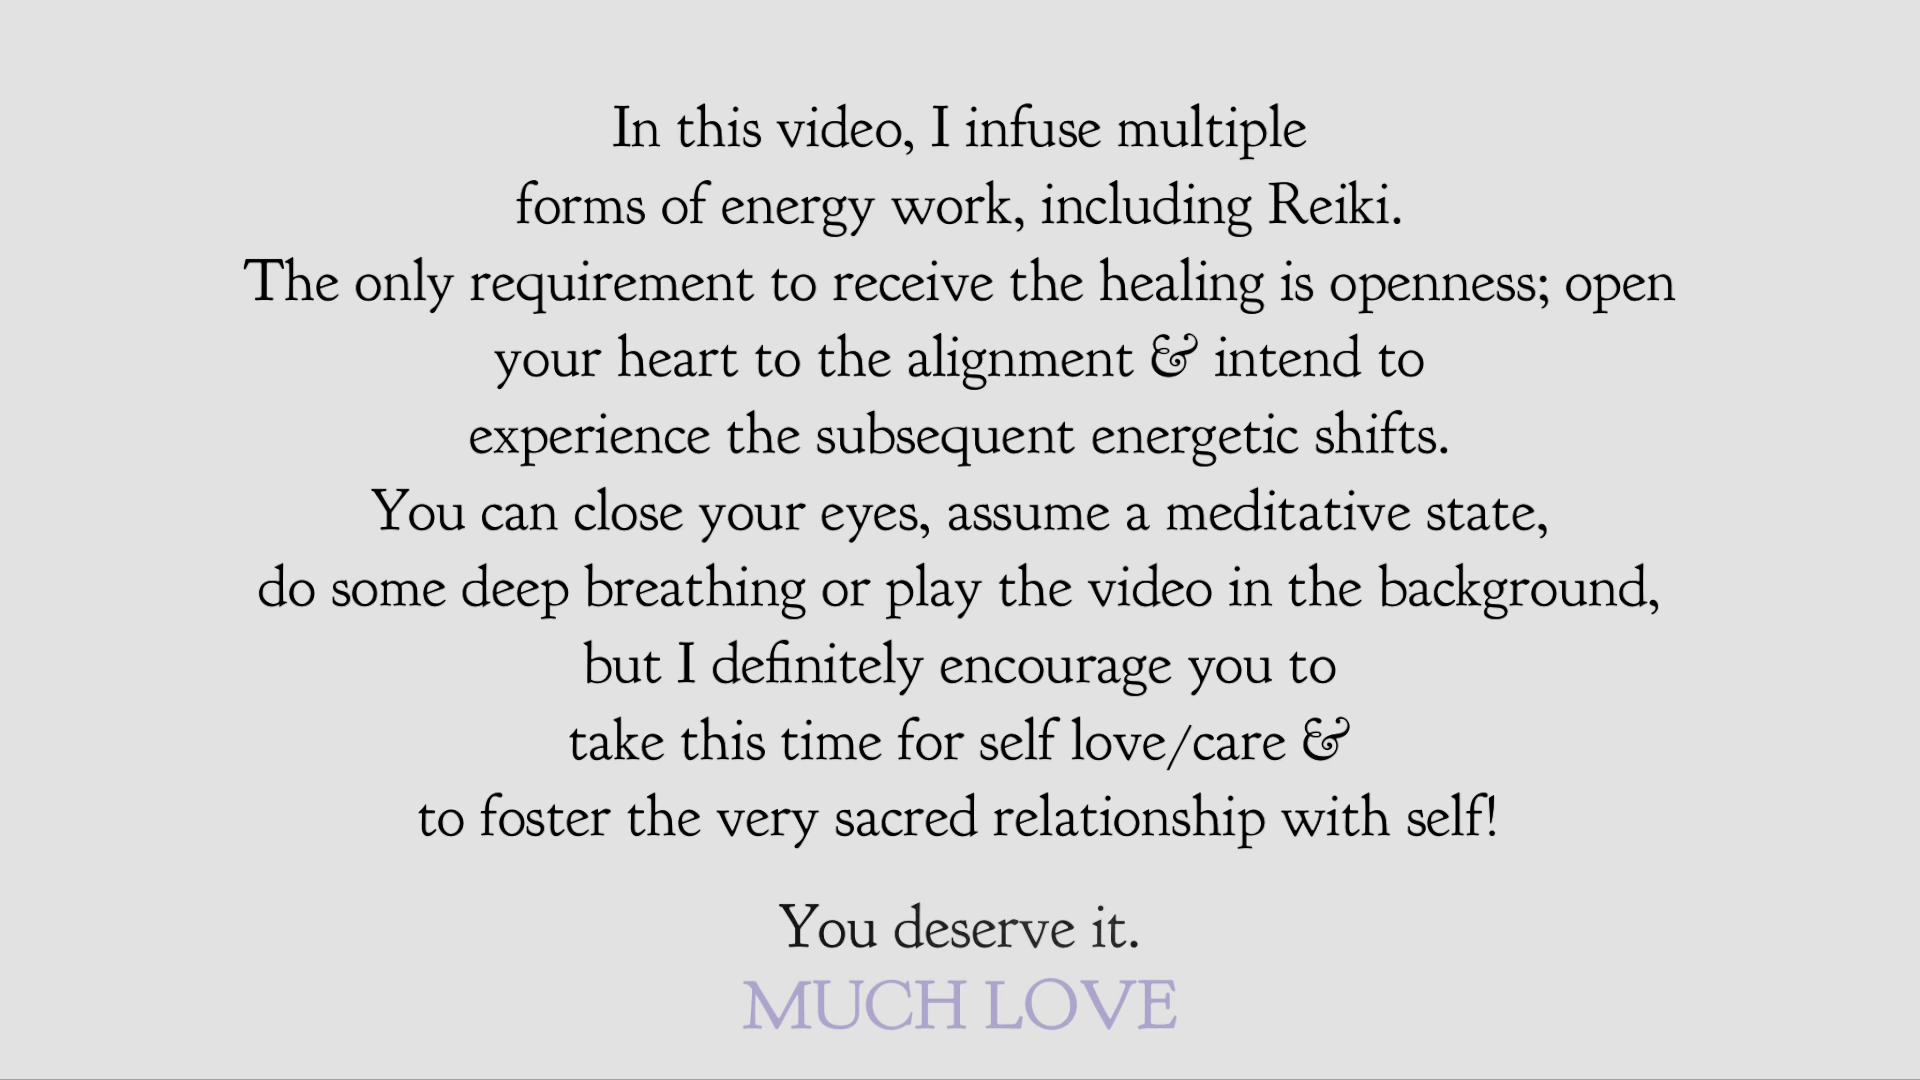 In this video, I infuse multiple
forms of energy work, including Reiki.
The only requirement to receive the healing is openness; open
your heart to the alignment & intend to
experience the subsequent energetic shifts.
You can close your eyes, assume a meditative state,
do some deep breathing or play the video in the background,
but I definitely encourage you to
take this time for self love/care &
to foster the very sacred relationship with self!
You deserve it.
MUCH LOVE